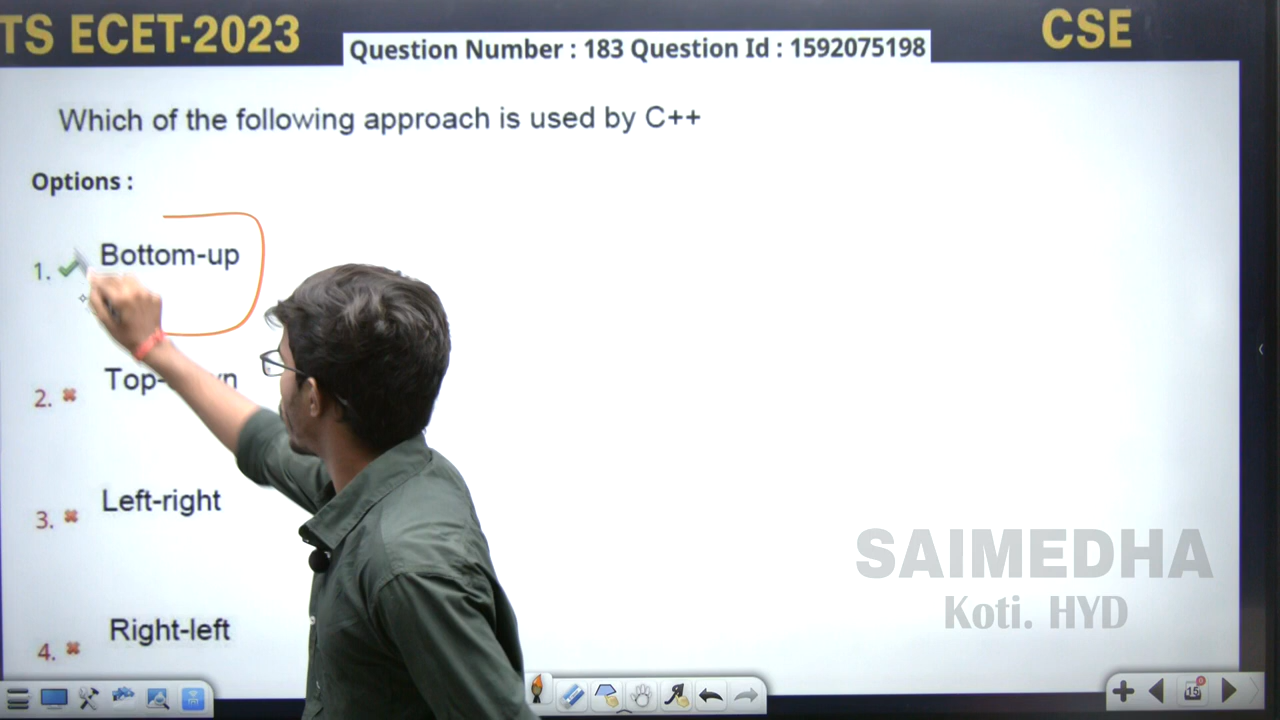 TS ECET-2023
Question Number : 183 Question Id : 1592075198
CSE
Which of the following approach is used by C++
Options :
1. Bottom-up
2.
3. Left-right
4. Right-left
SAIMEDHA
Koti. HYD
15